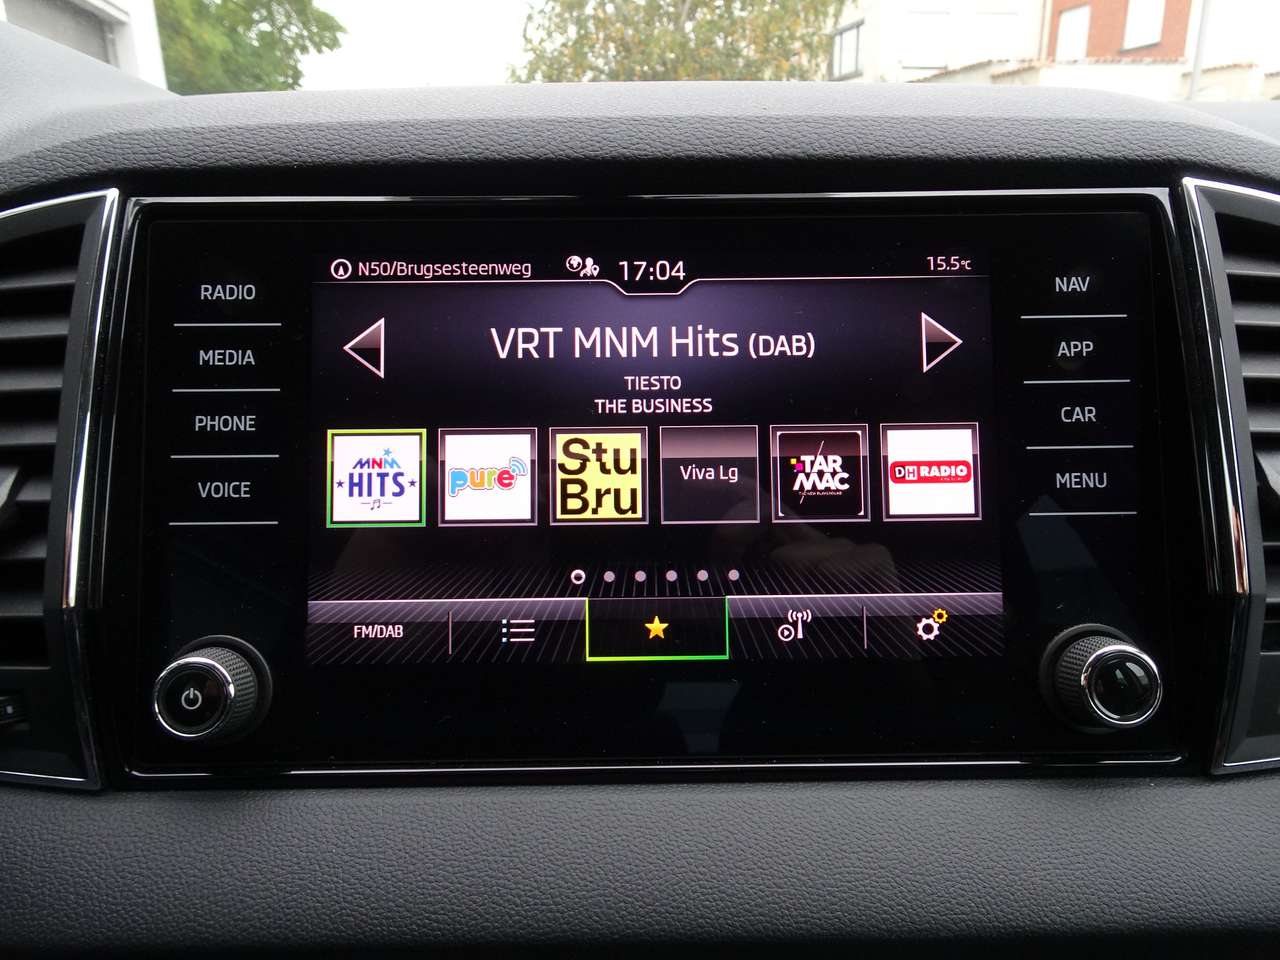 N50/Brugsesteenweg
17:04
15.5°C
RADIO
MEDIA
PHONE
VOICE
NAV
APP
CAR
MENU
VRT MNM Hits (DAB)
TIESTO
THE BUSINESS
MNM
HITS
pure
Stu
Bru
Viva Lg
TAR
MAC
DH RADIO
FM/DAB